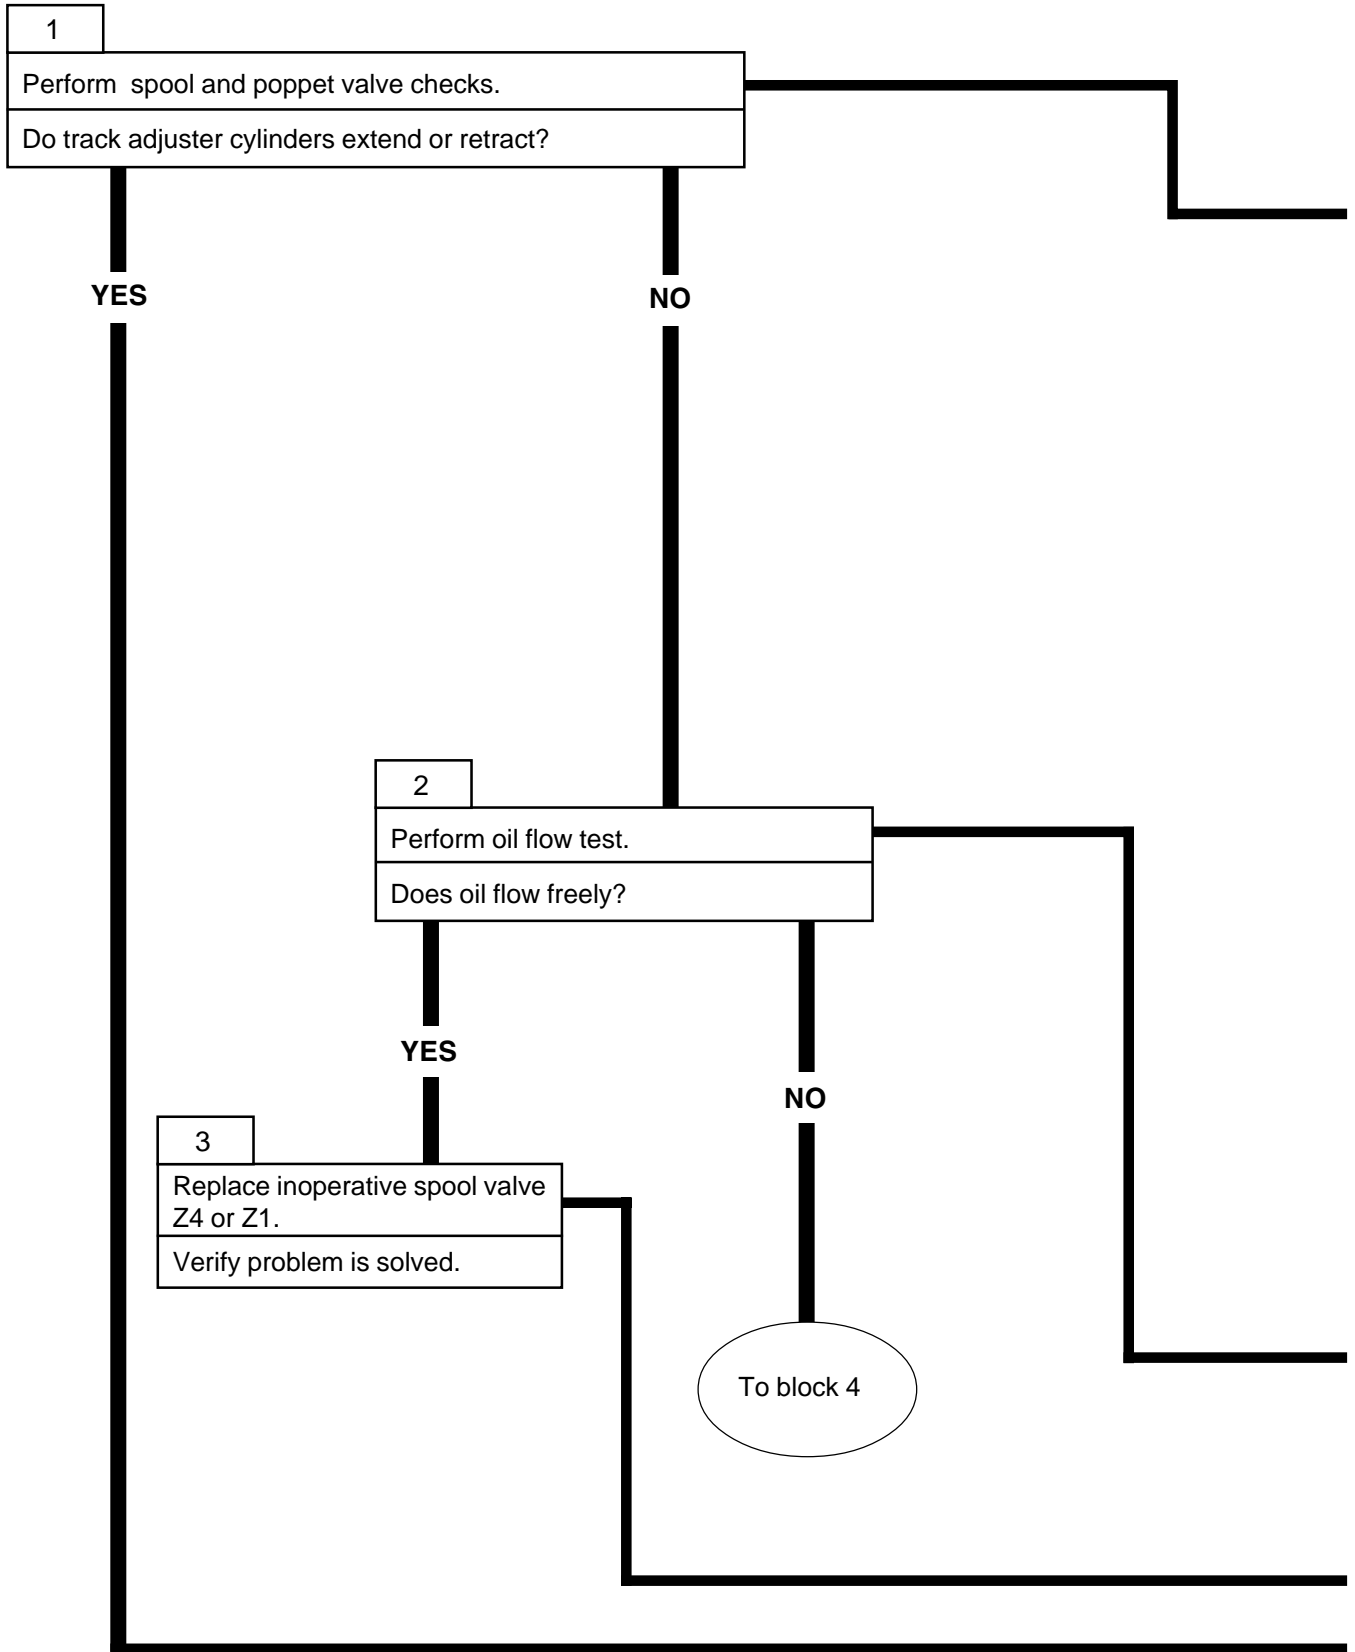 1
Perform spool and poppet valve checks.
Do track adjuster cylinders extend or retract?
YES
NO
2
Perform oil flow test.
Does oil flow freely?
YES
NO
3
Replace inoperative spool valve
Z4 or Z1.
Verify problem is solved.
To block 4